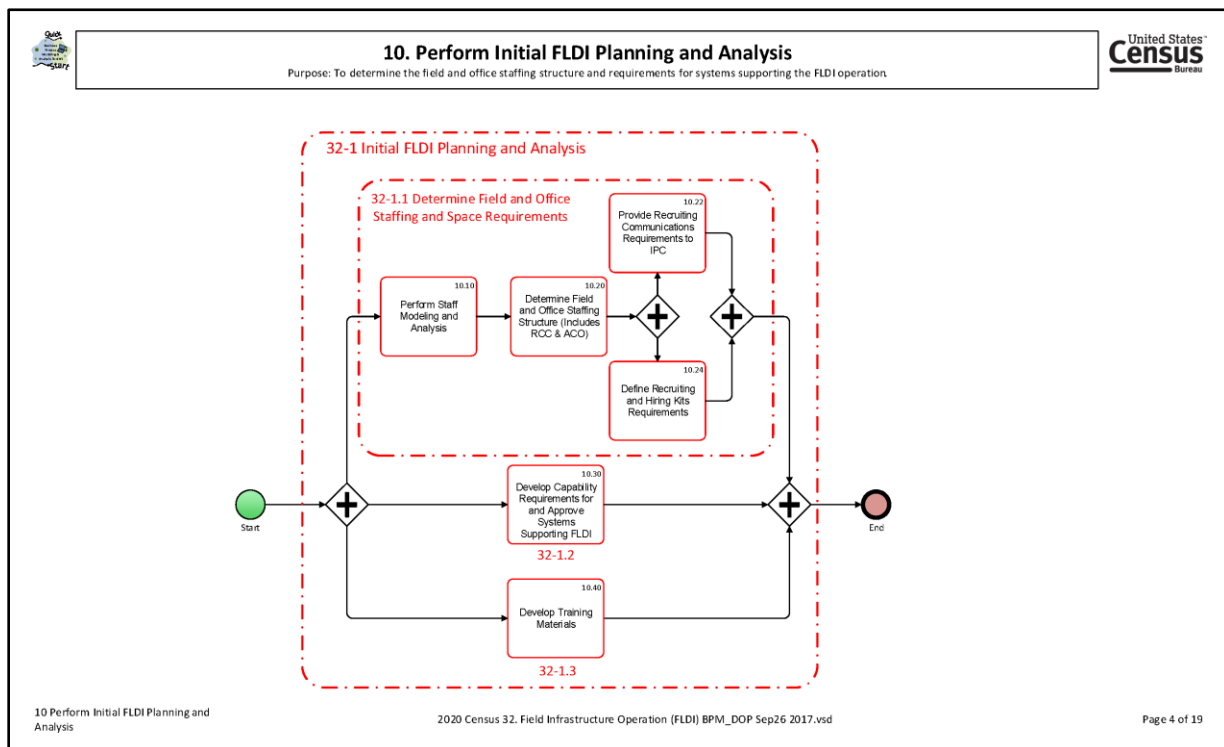 Quick
Start
10. Perform Initial FLDI Planning and Analysis
Purpose: To determine the field and office staffing structure and requirements for systems supporting the FLDI operation.
United States™
Census
Bureau
32-1 Initial FLDI Planning and Analysis
32-1.1 Determine Field and Office
Staffing and Space Requirements
10.22
Provide Recruiting
Communications
Requirements to
IPC
10.10
Perform Staff
Modeling and
Analysis
10.20
Determine Field
and Office Staffing
Structure (Includes
RCC & ACO)
10.24
Define Recruiting
and Hiring Kits
Requirements
Start
10.30
Develop Capability
Requirements for
and Approve
Systems
Supporting FLDI
32-1.2
End
10.40
Develop Training
Materials
32-1.3
10 Perform Initial FLDI Planning and
Analysis
2020 Census 32. Field Infrastructure Operation (FLDI) BPM_DOP Sep26 2017.vsd
Page 4 of 19